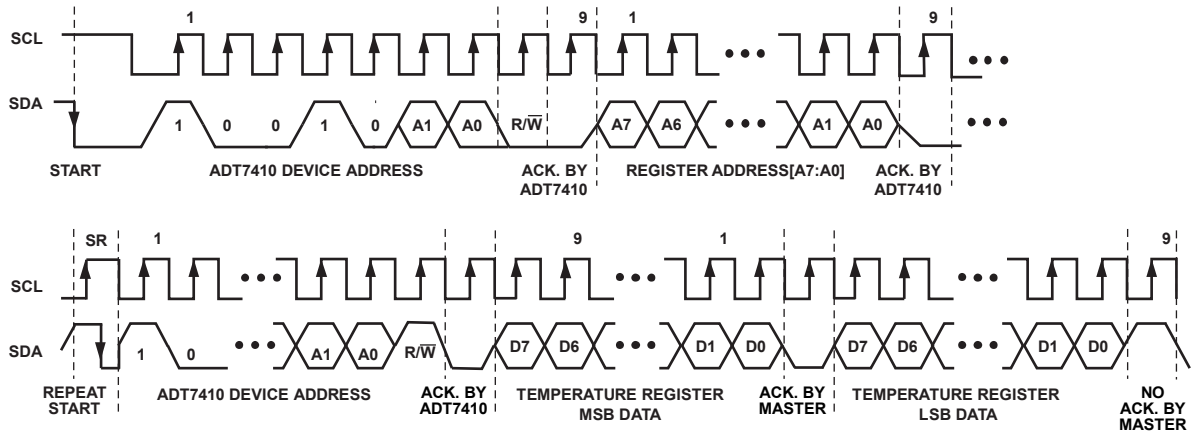 1 9 1 9
SCL
SDA
1 0 0 1 0 A1 A0 R/W̅ A7 A6 A1 A0
START ADT7410 DEVICE ADDRESS ACK. BY REGISTER ADDRESS[A7:A0] ACK. BY
ADT7410 ADT7410
SR 1 9 1 9
SCL
SDA
1 0 A1 A0 R/W̅ D7 D6 D1 D0 D7 D6 D1 D0
REPEAT ADT7410 DEVICE ADDRESS ACK. BY TEMPERATURE REGISTER ACK. BY TEMPERATURE REGISTER NO
START ADT7410 MSB DATA MASTER LSB DATA ACK. BY
MASTER